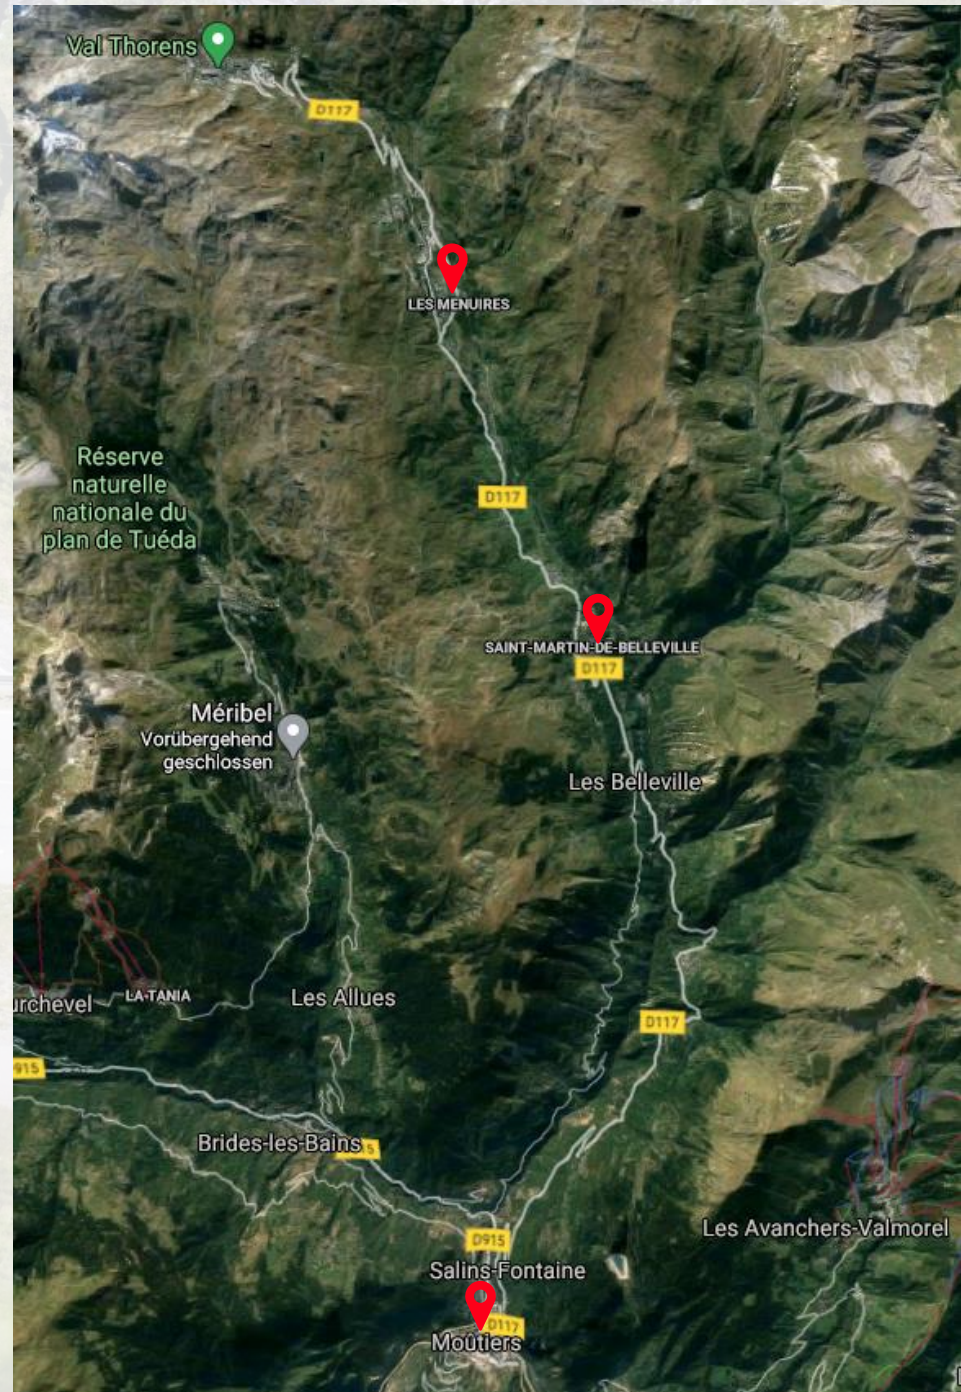 Val Thorens
D117
LES MENUIRES
Réserve
naturelle
nationale du
plan de Tuéda
D117
SAINT-MARTIN-DE-BELLEVILLE
D117
Méribel
Vorübergehend
geschlossen
Les Belleville
urchevel
LA TANIA
Les Allues
D117
915
Brides-les-Bains
15
Les Avanchers-Valmorel
D915
Salins-Fontaine
D117
Moûtiers